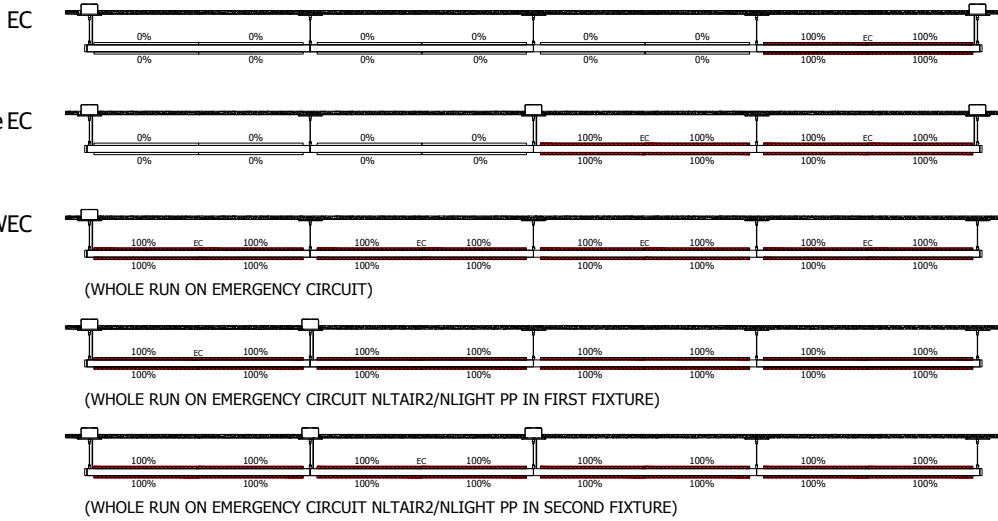 EC
0% 0% 0% 0% 0% 0% 100% EC 100%
0% 0% 0% 0% 0% 0% 100% 100%
e EC
0% 0% 0% 0% 100% EC 100% 100% EC 100%
0% 0% 0% 0% 100% 100% 100% 100%
WEC
100% EC 100% 100% EC 100% 100% EC 100% 100% EC 100%
100% 100% 100% 100% 100% 100% 100% 100%
(WHOLE RUN ON EMERGENCY CIRCUIT)
100% EC 100% 100% 100% 100% 100% 100% 100%
100% 100% 100% 100% 100% 100% 100% 100%
(WHOLE RUN ON EMERGENCY CIRCUIT NLTAIR2/NLIGHT PP IN FIRST FIXTURE)
100% 100% 100% EC 100% 100% 100% 100% 100%
100% 100% 100% 100% 100% 100% 100% 100%
(WHOLE RUN ON EMERGENCY CIRCUIT NLTAIR2/NLIGHT PP IN SECOND FIXTURE)